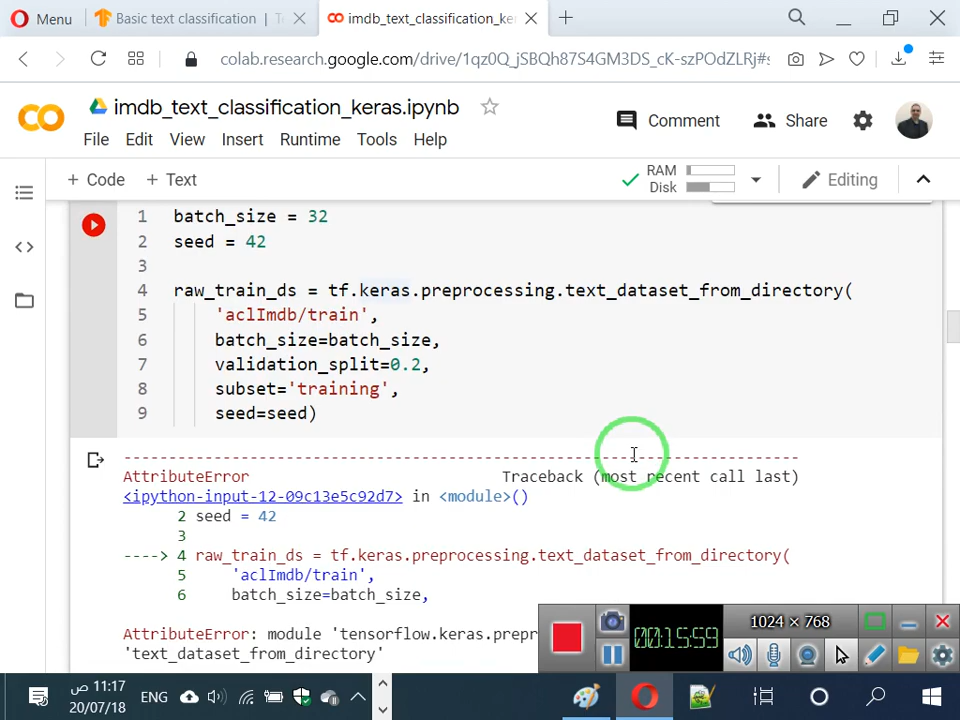 Menu
Basic text classification | Te
imdb_text_classification_ke
colab.research.google.com/drive/1qz0Q_jSBQh87S4GM3DS_cK-szPOdZLRj#s
imdb_text_classification_keras.ipynb
Comment
Share
File Edit View Insert Runtime Tools Help
+ Code + Text
RAM
Disk
Editing
1 batch_size = 32
2 seed = 42
3
4 raw_train_ds = tf.keras.preprocessing.text_dataset_from_directory(
5 'aclImdb/train',
6 batch_size=batch_size,
7 validation_split=0.2,
8 subset='training',
9 seed=seed)
---------------------------------------------------------------------------
AttributeError Traceback (most recent call last)
<ipython-input-12-09c13e5c92d7> in <module>()
2 seed = 42
3
----> 4 raw_train_ds = tf.keras.preprocessing.text_dataset_from_directory(
5 'aclImdb/train',
6 batch_size=batch_size,
AttributeError: module 'tensorflow.keras.prepr
'text_dataset_from_directory'
00:15:59
1024 × 768
11:17 ص
20/07/18
ENG